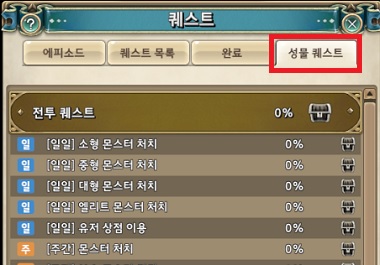 퀘스트
에피소드 퀘스트 목록 완료 성물 퀘스트
전투 퀘스트 0%
일 [일일] 소형 몬스터 처치 0%
일 [일일] 중형 몬스터 처치 0%
일 [일일] 대형 몬스터 처치 0%
일 [일일] 엘리트 몬스터 처치 0%
일 [일일] 유저 상점 이용 0%
주 [주간] 몬스터 처치 0%